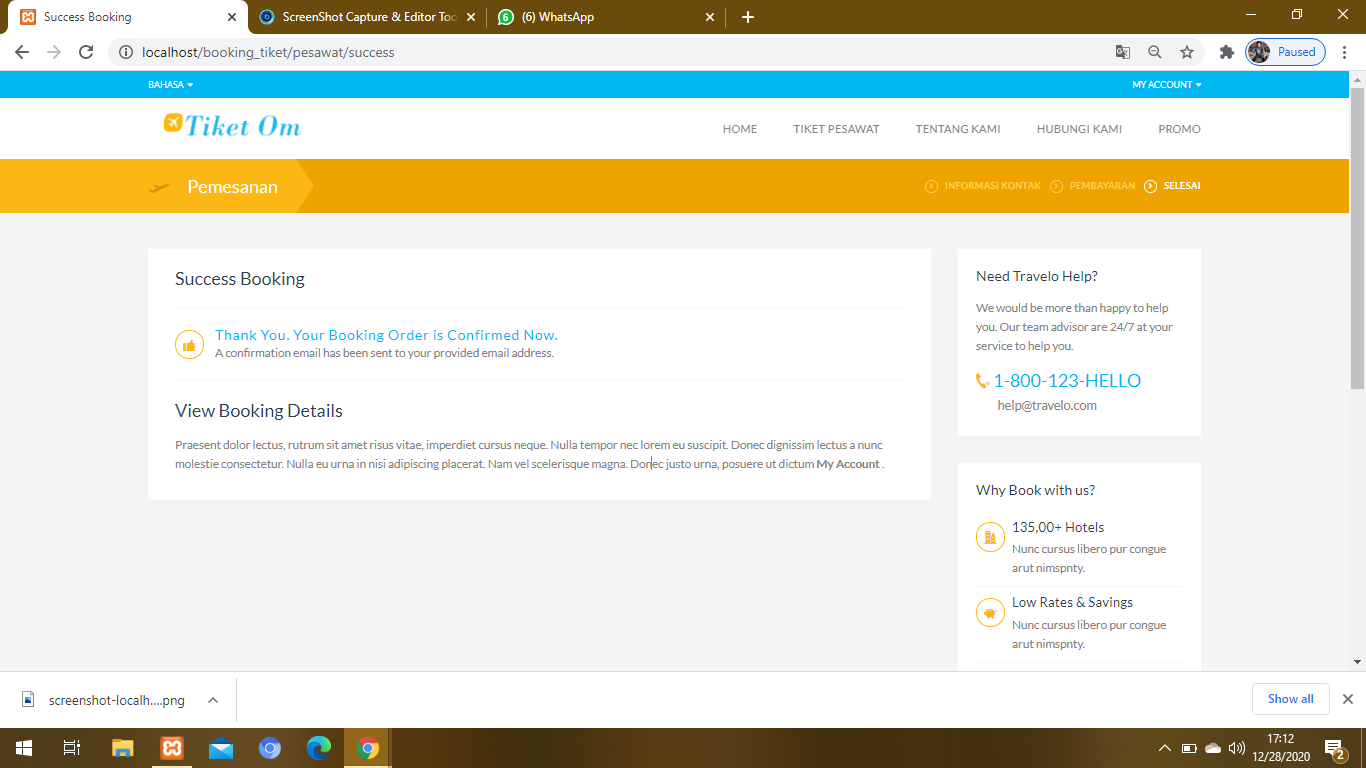 Success Booking
ScreenShot Capture & Editor Too
(6) WhatsApp
localhost/booking_tiket/pesawat/success
Paused
BAHASA
MY ACCOUNT
Tiket Om
HOME
TIKET PESAWAT
TENTANG KAMI
HUBUNGI KAMI
PROMO
Pemesanan
INFORMASI KONTAK
PEMBAYARAN
SELESAI
Success Booking
Thank You. Your Booking Order is Confirmed Now.
A confirmation email has been sent to your provided email address.
View Booking Details
Praesent dolor lectus, rutrum sit amet risus vitae, imperdiet cursus neque. Nulla tempor nec lorem eu suscipit. Donec dignissim lectus a nunc
molestie consectetur. Nulla eu urna in nisi adipiscing placerat. Nam vel scelerisque magna. Donec justo urna, posuere ut dictum My Account .
Need Travelo Help?
We would be more than happy to help
you. Our team advisor are 24/7 at your
service to help you.
1-800-123-HELLO
help@travelo.com
Why Book with us?
135,00+ Hotels
Nunc cursus libero pur congue
arut nimspnty.
Low Rates & Savings
Nunc cursus libero pur congue
arut nimspnty.
screenshot-localh....png
Show all
17:12
12/28/2020
2